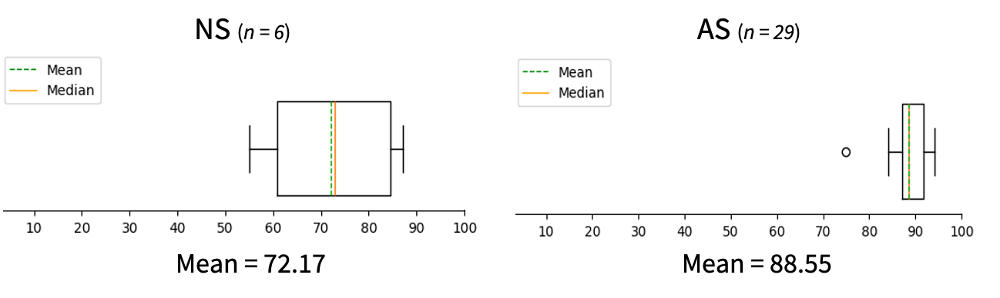 NS (n = 6)
Mean
Median
10 20 30 40 50 60 70 80 90 100
Mean = 72.17
AS (n = 29)
Mean
Median
10 20 30 40 50 60 70 80 90 100
Mean = 88.55